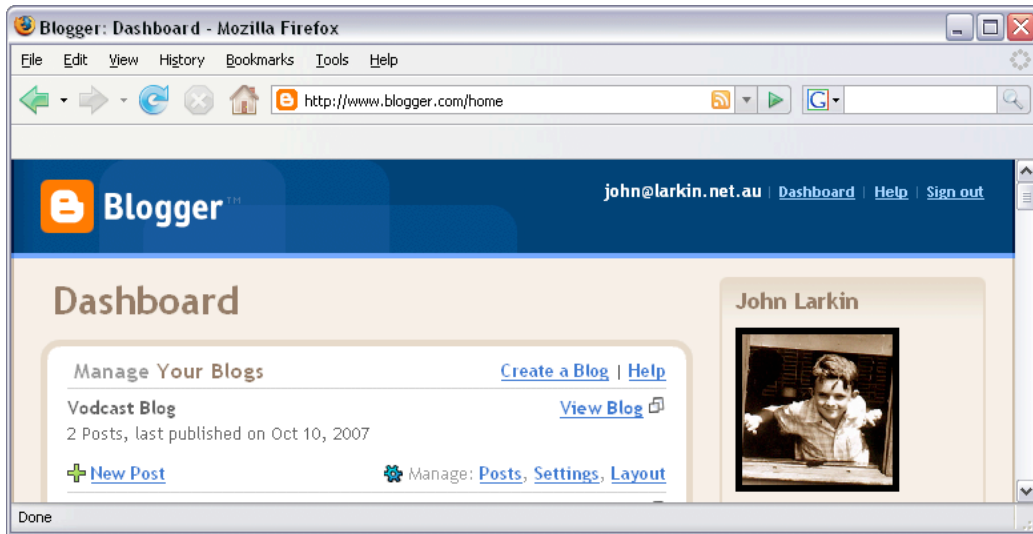 Blogger: Dashboard - Mozilla Firefox
File Edit View History Bookmarks Tools Help
http://www.blogger.com/home
G
Blogger™
john@larkin.net.au | Dashboard | Help | Sign out
Dashboard
Manage Your Blogs
Create a Blog | Help
Vodcast Blog
View Blog
2 Posts, last published on Oct 10, 2007
New Post
Manage: Posts, Settings, Layout
John Larkin
Done